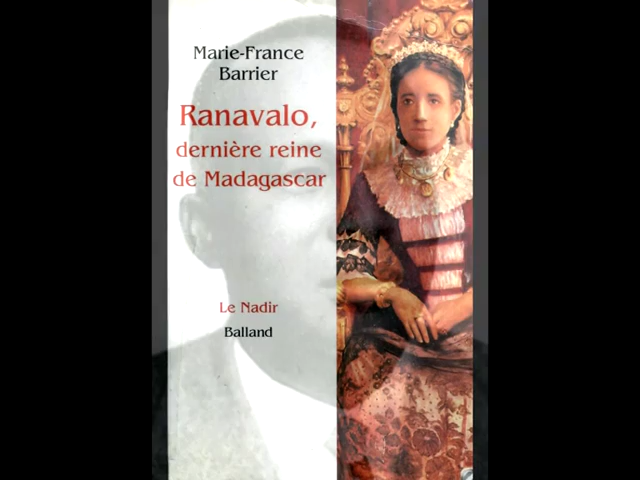 Marie-France
Barrier
Ranavalo,
dernière reine
de Madagascar
Le Nadir
Balland